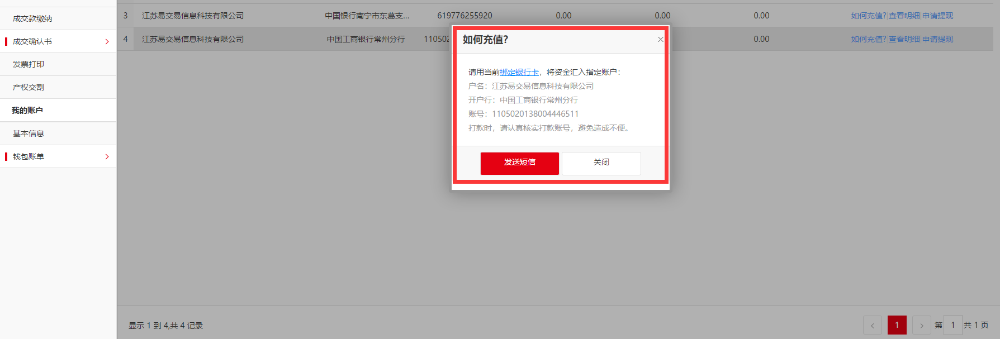 成交款缴纳
成交确认书
发票打印
产权交割
我的账户
基本信息
钱包账单
3 江苏易交易信息科技有限公司 中国银行南宁市东葛支... 619776255920 0.00 0.00 0.00 如何充值?|查看明细|申请提现
4 江苏易交易信息科技有限公司 中国工商银行常州分行 11050 0.00 如何充值?|查看明细|申请提现
如何充值?
请用当前绑定银行卡，将资金汇入指定账户：
户名：江苏易交易信息科技有限公司
开户行：中国工商银行常州分行
账号：1105020138004446511
打款时，请认真核实打款账号，避免造成不便。
发送短信 关闭
显示 1 到 4,共 4 记录
1 第 1 共 1 页